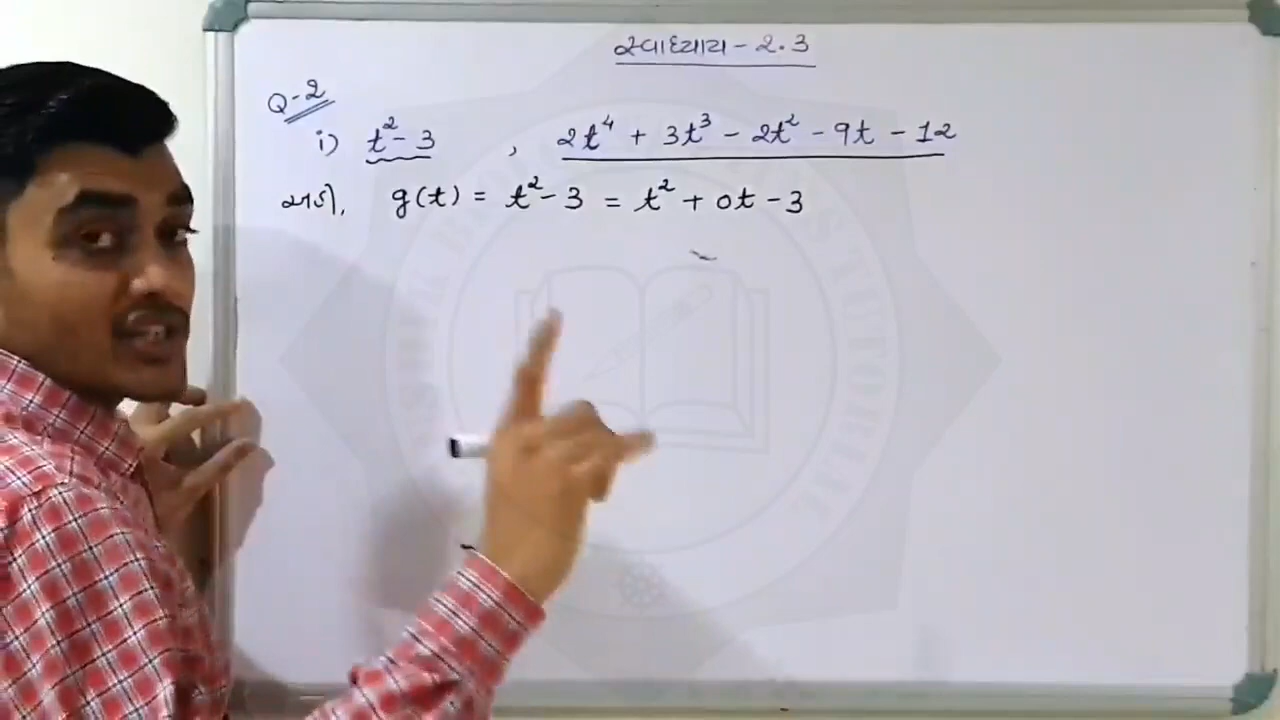 સ્વાધ્યાય - 2.3
Q-2
i) t² - 3 , 2t⁴ + 3t³ - 2t² - 9t - 12
અહીં, g(t) = t² - 3 = t² + 0t - 3